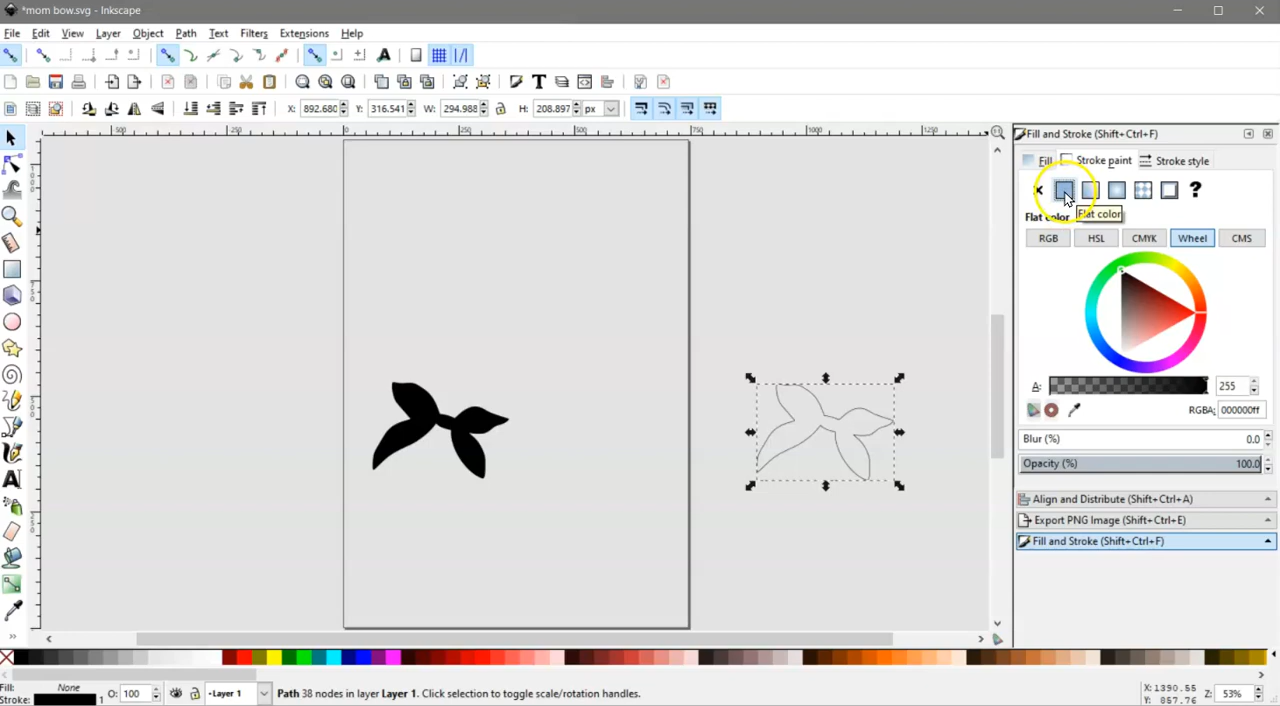 *mom bow.svg - Inkscape
File Edit View Layer Object Path Text Filters Extensions Help
X: 892.680 Y: 316.541 W: 294.988 H: 208.897 px
Fill and Stroke (Shift+Ctrl+F)
Fill Stroke paint Stroke style
Flat color
Flat color
RGB HSL CMYK Wheel CMS
A: 255
RGBA: 000000ff
Blur (%) 0.0
Opacity (%) 100.0
Align and Distribute (Shift+Ctrl+A)
Export PNG Image (Shift+Ctrl+E)
Fill and Stroke (Shift+Ctrl+F)
Fill: None
Stroke: 1
O: 100
Layer 1
Path 38 nodes in layer Layer 1. Click selection to toggle scale/rotation handles.
X:1390.55
Y: 857.76
Z: 53%